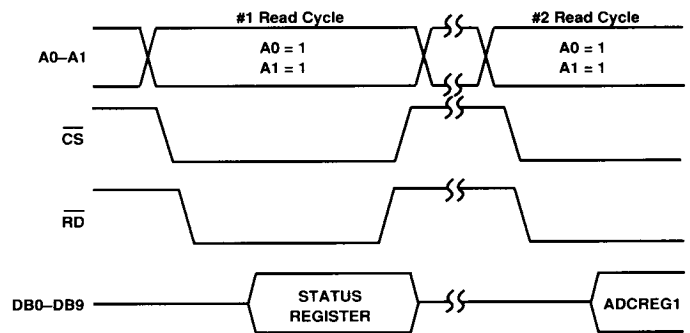 #1 Read Cycle
#2 Read Cycle
A0–A1
A0 = 1
A1 = 1
A0 = 1
A1 = 1
CS
RD
DB0–DB9
STATUS
REGISTER
ADCREG1